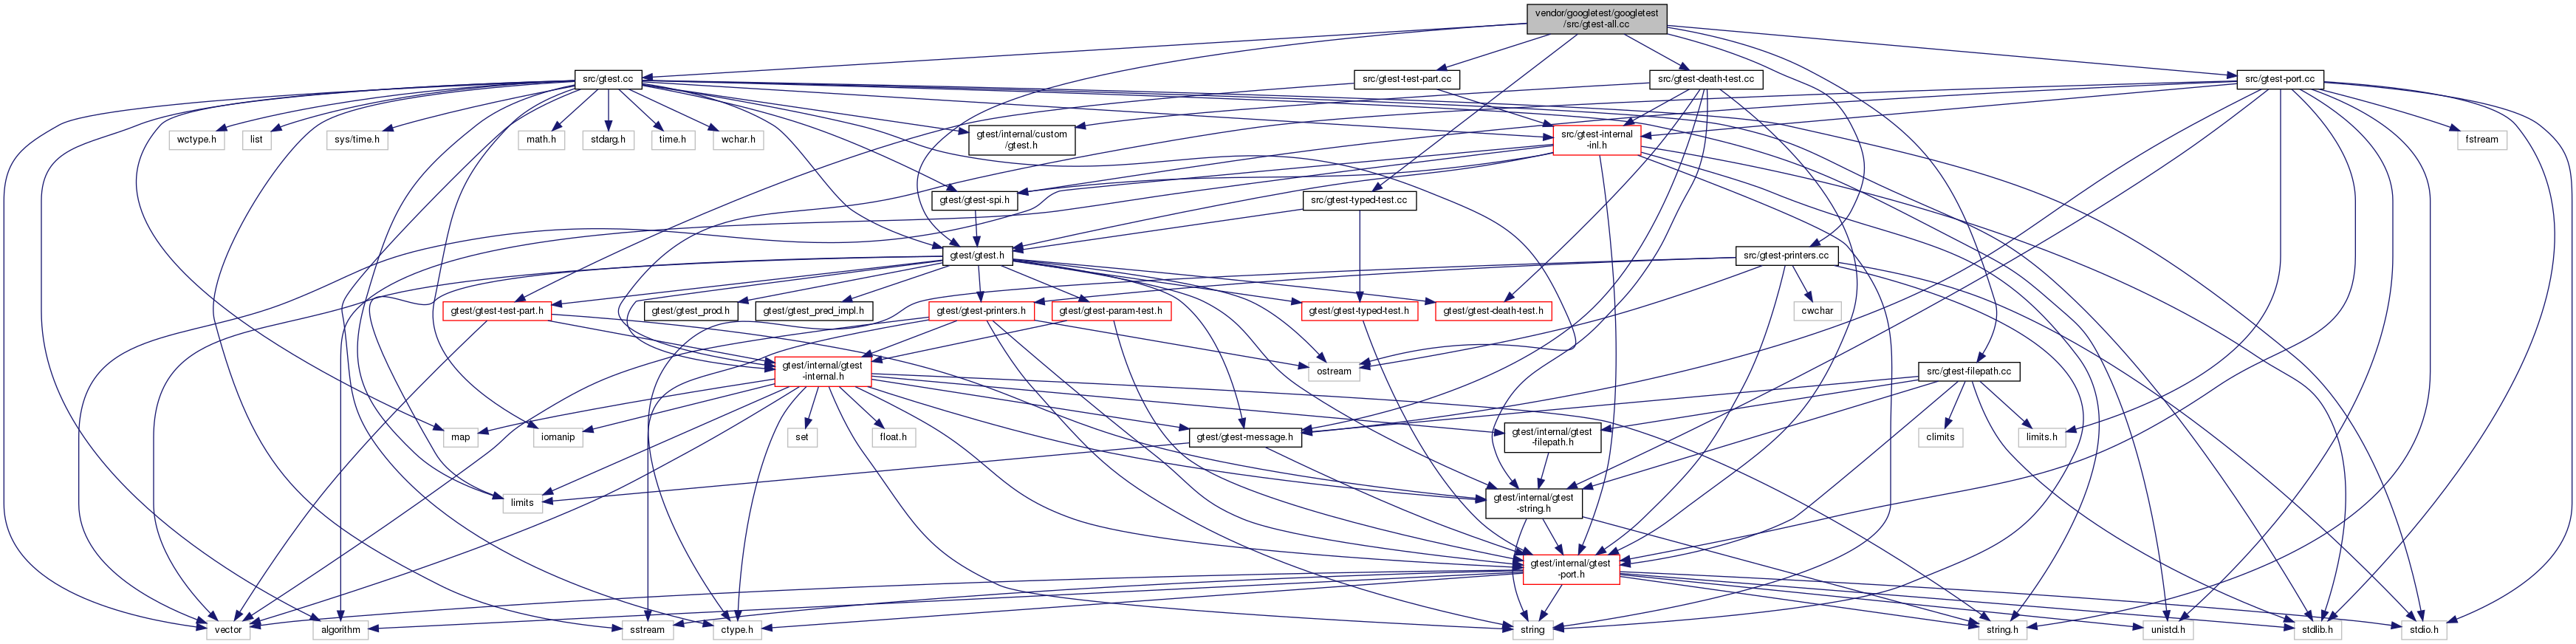 vendor/googletest/googletest
/src/gtest-all.cc
src/gtest.cc
src/gtest-test-part.cc
src/gtest-death-test.cc
src/gtest-port.cc
wctype.h
list
sys/time.h
math.h
stdarg.h
time.h
wchar.h
gtest/internal/custom
/gtest.h
src/gtest-internal
-inl.h
fstream
gtest/gtest-spi.h
src/gtest-typed-test.cc
gtest/gtest.h
src/gtest-printers.cc
gtest/gtest-test-part.h
gtest/gtest_prod.h
gtest/gtest_pred_impl.h
gtest/gtest-printers.h
gtest/gtest-param-test.h
gtest/gtest-typed-test.h
gtest/gtest-death-test.h
cwchar
gtest/internal/gtest
-internal.h
ostream
src/gtest-filepath.cc
map
iomanip
set
float.h
gtest/gtest-message.h
gtest/internal/gtest
-filepath.h
climits
limits.h
limits
gtest/internal/gtest
-string.h
gtest/internal/gtest
-port.h
vector
algorithm
sstream
ctype.h
string
string.h
unistd.h
stdlib.h
stdio.h